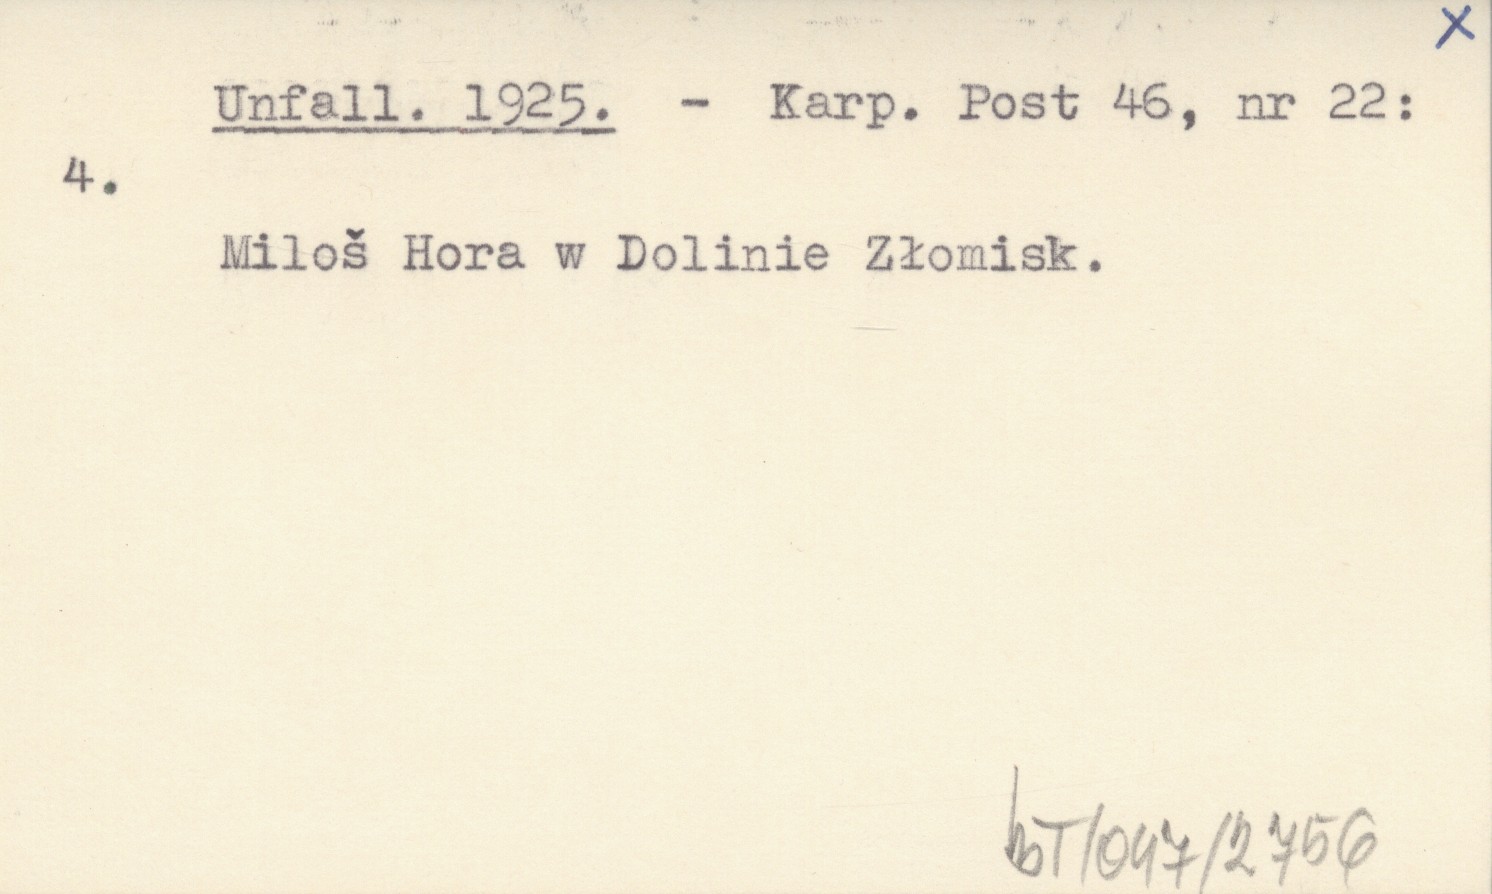 x
Unfall. 1925. - Karp. Post 46, nr 22:
4.
Miloš Hora w Dolinie Złomisk.
bT/047/2756